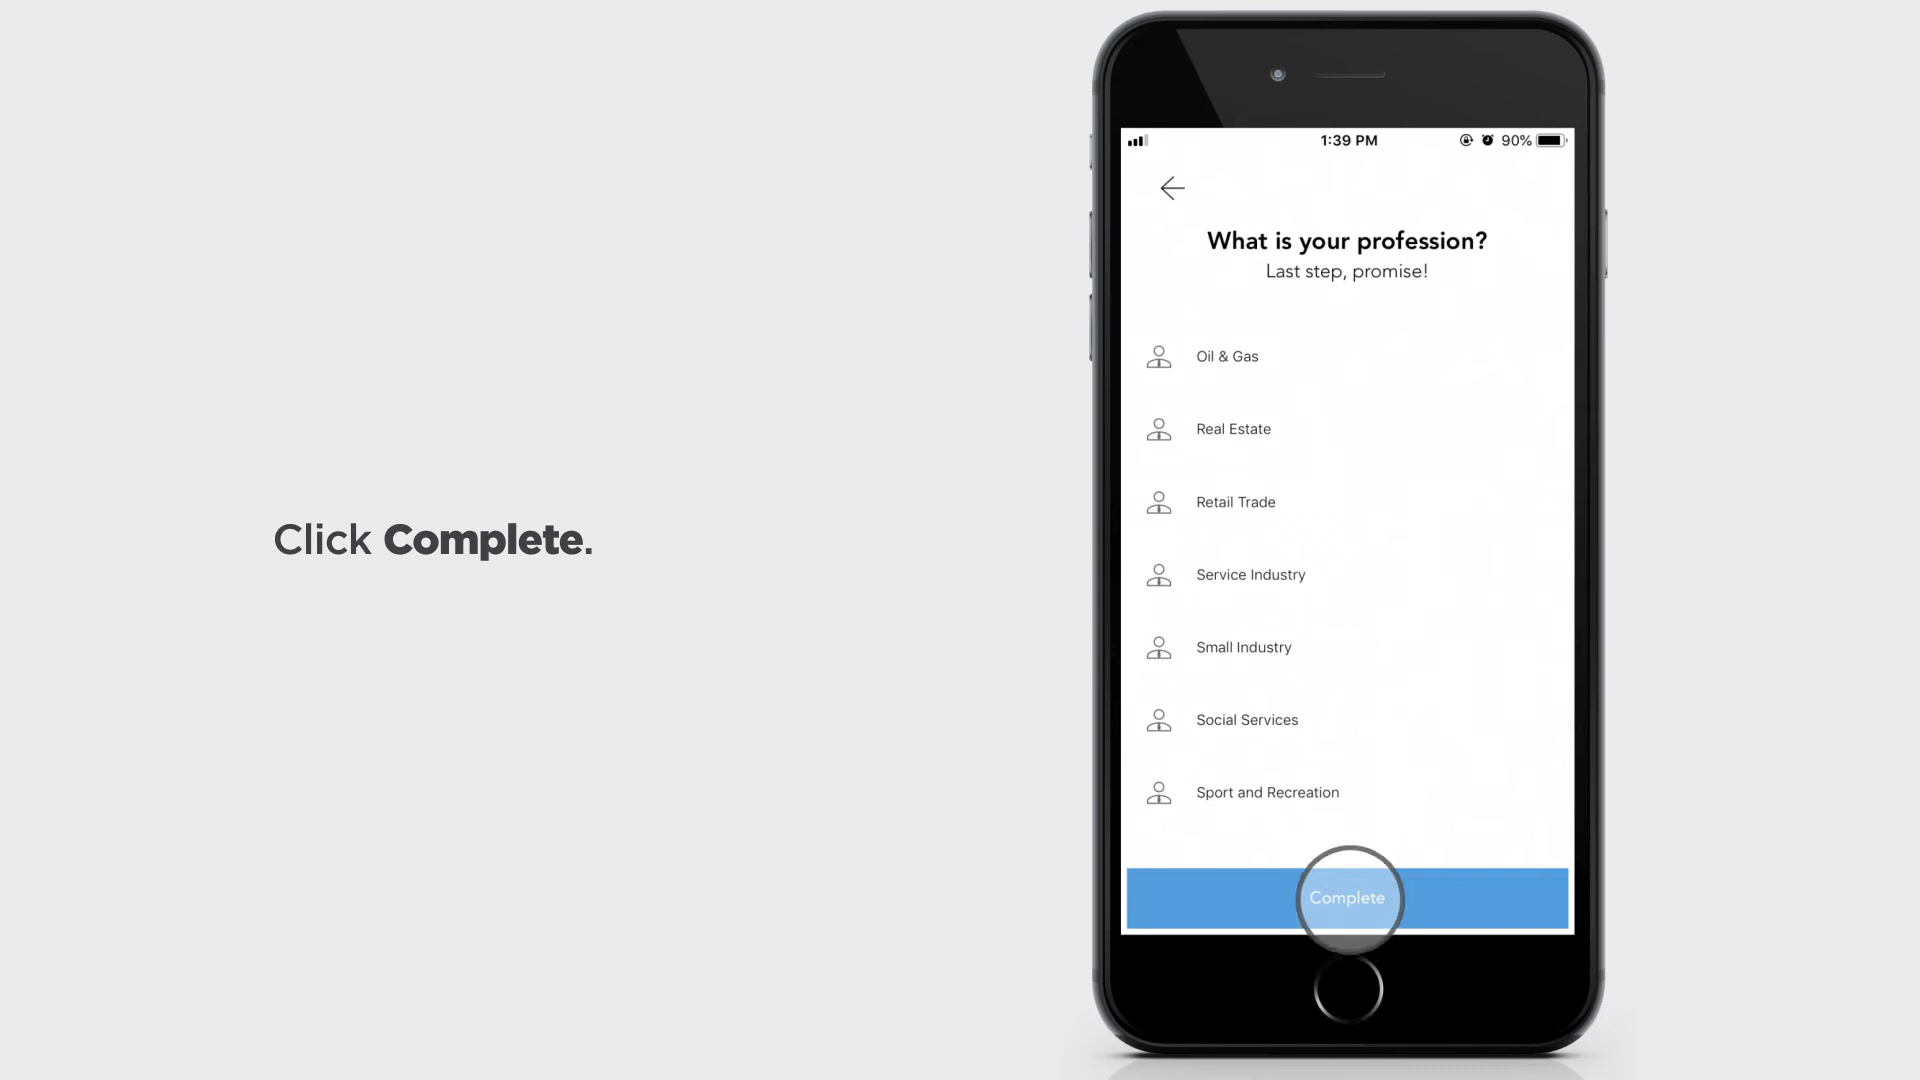 Click Complete.
1:39 PM
90%
What is your profession?
Last step, promise!
Oil & Gas
Real Estate
Retail Trade
Service Industry
Small Industry
Social Services
Sport and Recreation
Complete